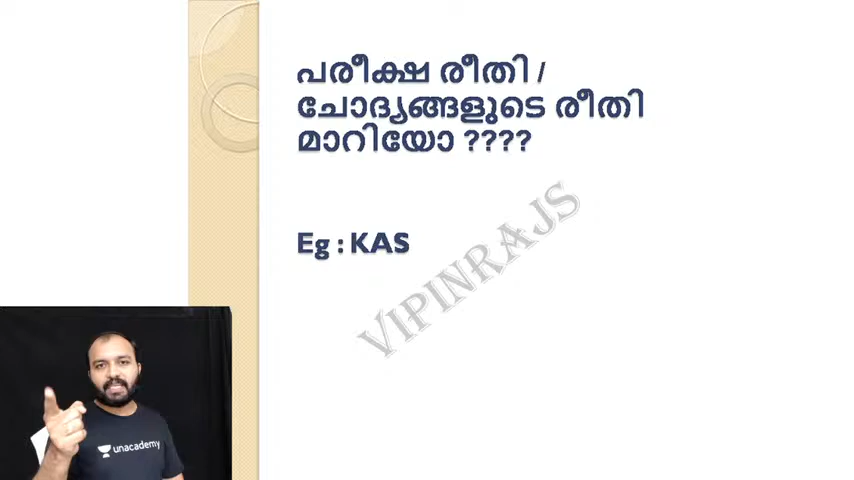 പരീക്ഷ രീതി /
ചോദ്യങ്ങളുടെ രീതി
മാറിയോ ????
Eg : KAS
VIPINRAJS
unacademy